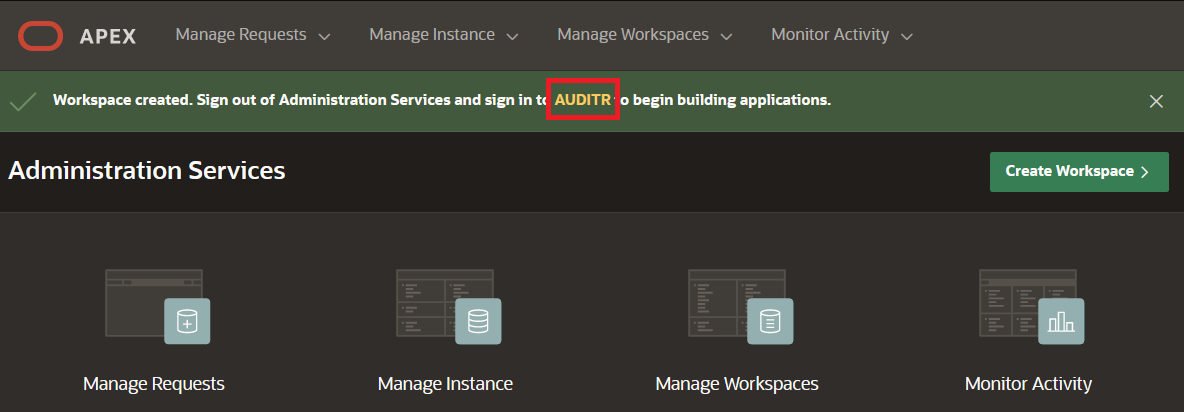 APEX Manage Requests Manage Instance Manage Workspaces Monitor Activity
Workspace created. Sign out of Administration Services and sign in to AUDITR to begin building applications.
Administration Services
Create Workspace
Manage Requests Manage Instance Manage Workspaces Monitor Activity